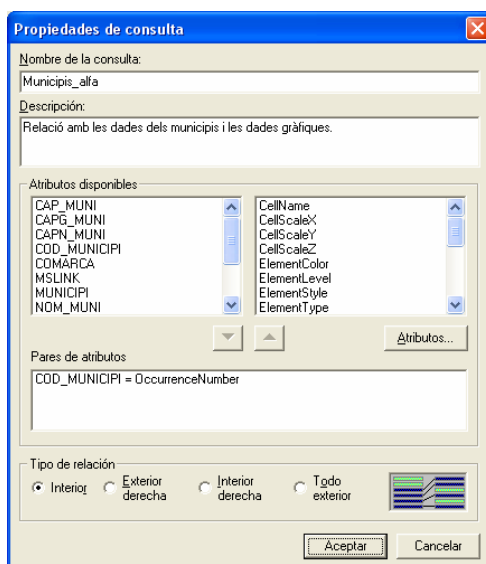 Propiedades de consulta
Nombre de la consulta:
Municipis_alfa
Descripción:
Relació amb les dades dels municipis i les dades gràfiques.
Atributos disponibles
CAP_MUNI
CAPG_MUNI
CAPN_MUNI
COD_MUNICIPI
COMARCA
MSLINK
MUNICIPI
NOM_MUNI
CellName
CellScaleX
CellScaleY
CellScaleZ
ElementColor
ElementLevel
ElementStyle
ElementType
Atributos...
Pares de atributos
COD_MUNICIPI = OccurrenceNumber
Tipo de relación
Interior
Exterior derecha
Interior derecha
Todo exterior
Aceptar
Cancelar